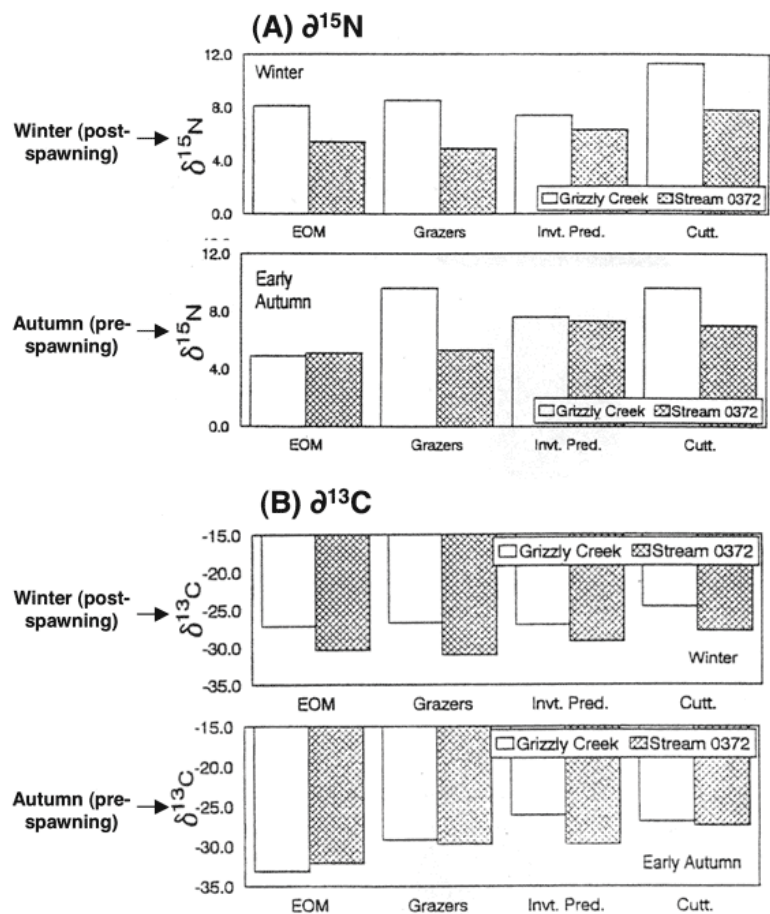 (A) ∂¹⁵N
Winter (post-
spawning)
δ¹⁵N
12.0
8.0
4.0
0.0
Winter
Grizzly Creek Stream 0372
EOM Grazers Invt. Pred. Cutt.
Autumn (pre-
spawning)
δ¹⁵N
12.0
8.0
4.0
0.0
Early
Autumn
Grizzly Creek Stream 0372
EOM Grazers Invt. Pred. Cutt.
(B) ∂¹³C
Winter (post-
spawning)
δ¹³C
-15.0
-20.0
-25.0
-30.0
-35.0
Grizzly Creek Stream 0372
Winter
EOM Grazers Invt. Pred. Cutt.
Autumn (pre-
spawning)
δ¹³C
-15.0
-20.0
-25.0
-30.0
-35.0
Grizzly Creek Stream 0372
Early Autumn
EOM Grazers Invt. Pred. Cutt.